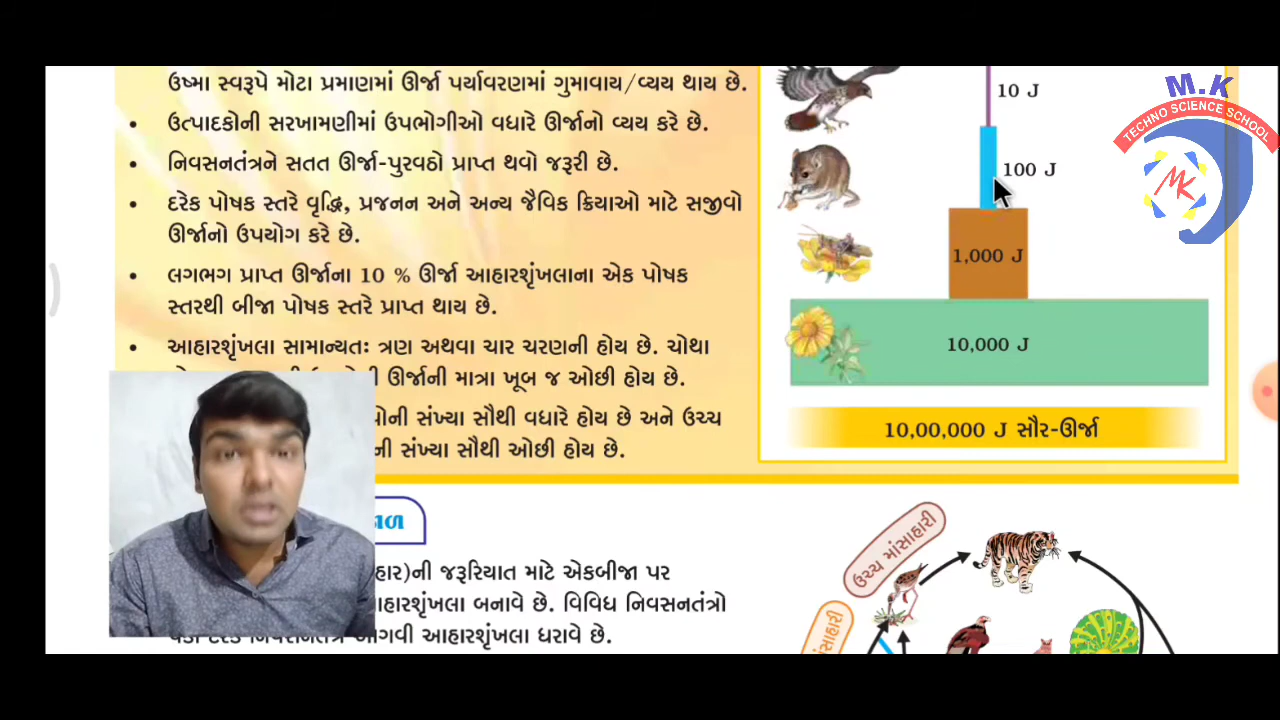 ઉષ્મા સ્વરૂપે મોટા પ્રમાણમાં ઊર્જા પર્યાવરણમાં ગુમાવાય/વ્યય થાય છે.
• ઉત્પાદકોની સરખામણીમાં ઉપભોગીઓ વધારે ઊર્જાનો વ્યય કરે છે.
• નિવસનતંત્રને સતત ઊર્જા-પુરવઠો પ્રાપ્ત થવો જરૂરી છે.
• દરેક પોષક સ્તરે વૃદ્ધિ, પ્રજનન અને અન્ય જૈવિક ક્રિયાઓ માટે સજીવો
ઊર્જાનો ઉપયોગ કરે છે.
• લગભગ પ્રાપ્ત ઊર્જાના 10 % ઊર્જા આહારશૃંખલાના એક પોષક
સ્તરથી બીજા પોષક સ્તરે પ્રાપ્ત થાય છે.
• આહારશૃંખલા સામાન્યતઃ ત્રણ અથવા ચાર ચરણની હોય છે. ચોથા
ઊર્જાની માત્રા ખૂબ જ ઓછી હોય છે.
સંખ્યા સૌથી વધારે હોય છે અને ઉચ્ચ
ની સંખ્યા સૌથી ઓછી હોય છે.
હાર)ની જરૂરિયાત માટે એકબીજા પર
આહારશૃંખલા બનાવે છે. વિવિધ નિવસનતંત્રો
આગવી આહારશૃંખલા ધરાવે છે.
10 J
100 J
1,000 J
10,000 J
10,00,000 J સૌર-ઊર્જા
ઉચ્ચ માંસાહારી
માંસાહારી
M.K
TECHNO SCIENCE SCHOOL
MK